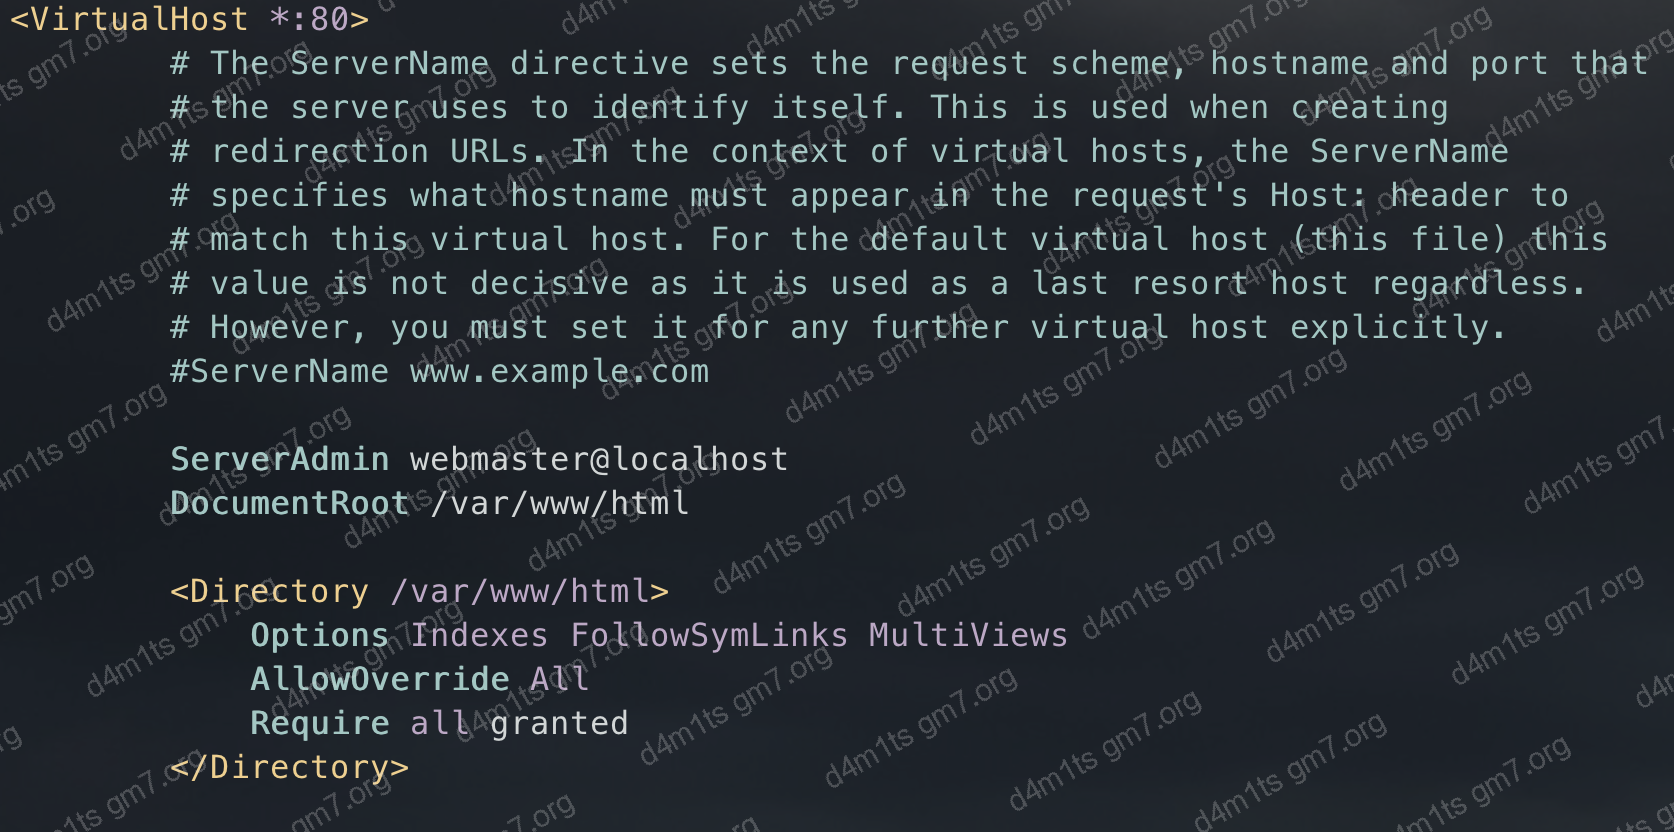 <VirtualHost *:80>
# The ServerName directive sets the request scheme, hostname and port that
# the server uses to identify itself. This is used when creating
# redirection URLs. In the context of virtual hosts, the ServerName
# specifies what hostname must appear in the request's Host: header to
# match this virtual host. For the default virtual host (this file) this
# value is not decisive as it is used as a last resort host regardless.
# However, you must set it for any further virtual host explicitly.
#ServerName www.example.com
ServerAdmin webmaster@localhost
DocumentRoot /var/www/html
<Directory /var/www/html>
Options Indexes FollowSymLinks MultiViews
AllowOverride All
Require all granted
</Directory>
d4m1ts gm7.org